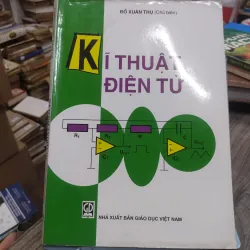 ĐỖ XUÂN THỤ (Chủ biên)
KĨ THUẬT
ĐIỆN TỬ
NHÀ XUẤT BẢN GIÁO DỤC VIỆT NAM